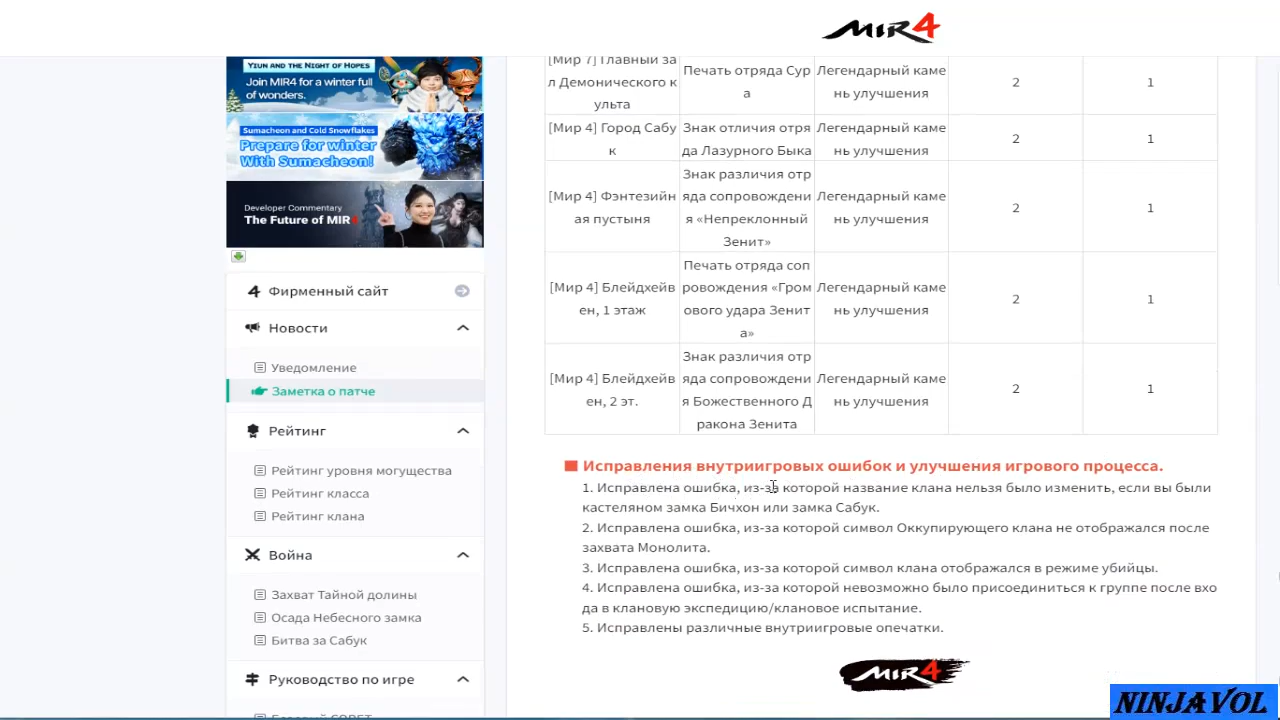 MIR4
YIUN AND THE NIGHT OF HOPES
Join MIR4 for a winter full
of wonders.
Sumacheon and Cold Snowflakes
Prepare for winter
With Sumacheon!
Developer Commentary
The Future of MIR4
4 Фирменный сайт
Новости
Уведомление
Заметка о патче
Рейтинг
Рейтинг уровня могущества
Рейтинг класса
Рейтинг клана
Война
Захват Тайной долины
Осада Небесного замка
Битва за Сабук
Руководство по игре
[Мир 7] Главный за
л Демонического к
ульта
Печать отряда Сур
а
Легендарный каме
нь улучшения
2
1
[Мир 4] Город Сабу
к
Знак отличия отря
да Лазурного Быка
Легендарный каме
нь улучшения
2
1
[Мир 4] Фэнтезийн
ая пустыня
Знак различия отр
яда сопровождени
я «Непреклонный
Зенит»
Легендарный каме
нь улучшения
2
1
[Мир 4] Блейдхейв
ен, 1 этаж
Печать отряда соп
ровождения «Гром
ового удара Зенит
а»
Легендарный каме
нь улучшения
2
1
[Мир 4] Блейдхейв
ен, 2 эт.
Знак различия отр
яда сопровождени
я Божественного Д
ракона Зенита
Легендарный каме
нь улучшения
2
1
Исправления внутриигровых ошибок и улучшения игрового процесса.
1. Исправлена ошибка, из-за которой название клана нельзя было изменить, если вы были
кастеляном замка Бичхон или замка Сабук.
2. Исправлена ошибка, из-за которой символ Оккупирующего клана не отображался после
захвата Монолита.
3. Исправлена ошибка, из-за которой символ клана отображался в режиме убийцы.
4. Исправлена ошибка, из-за которой невозможно было присоединиться к группе после вхо
да в клановую экспедицию/клановое испытание.
5. Исправлены различные внутриигровые опечатки.
MIR4
NINJAVOL